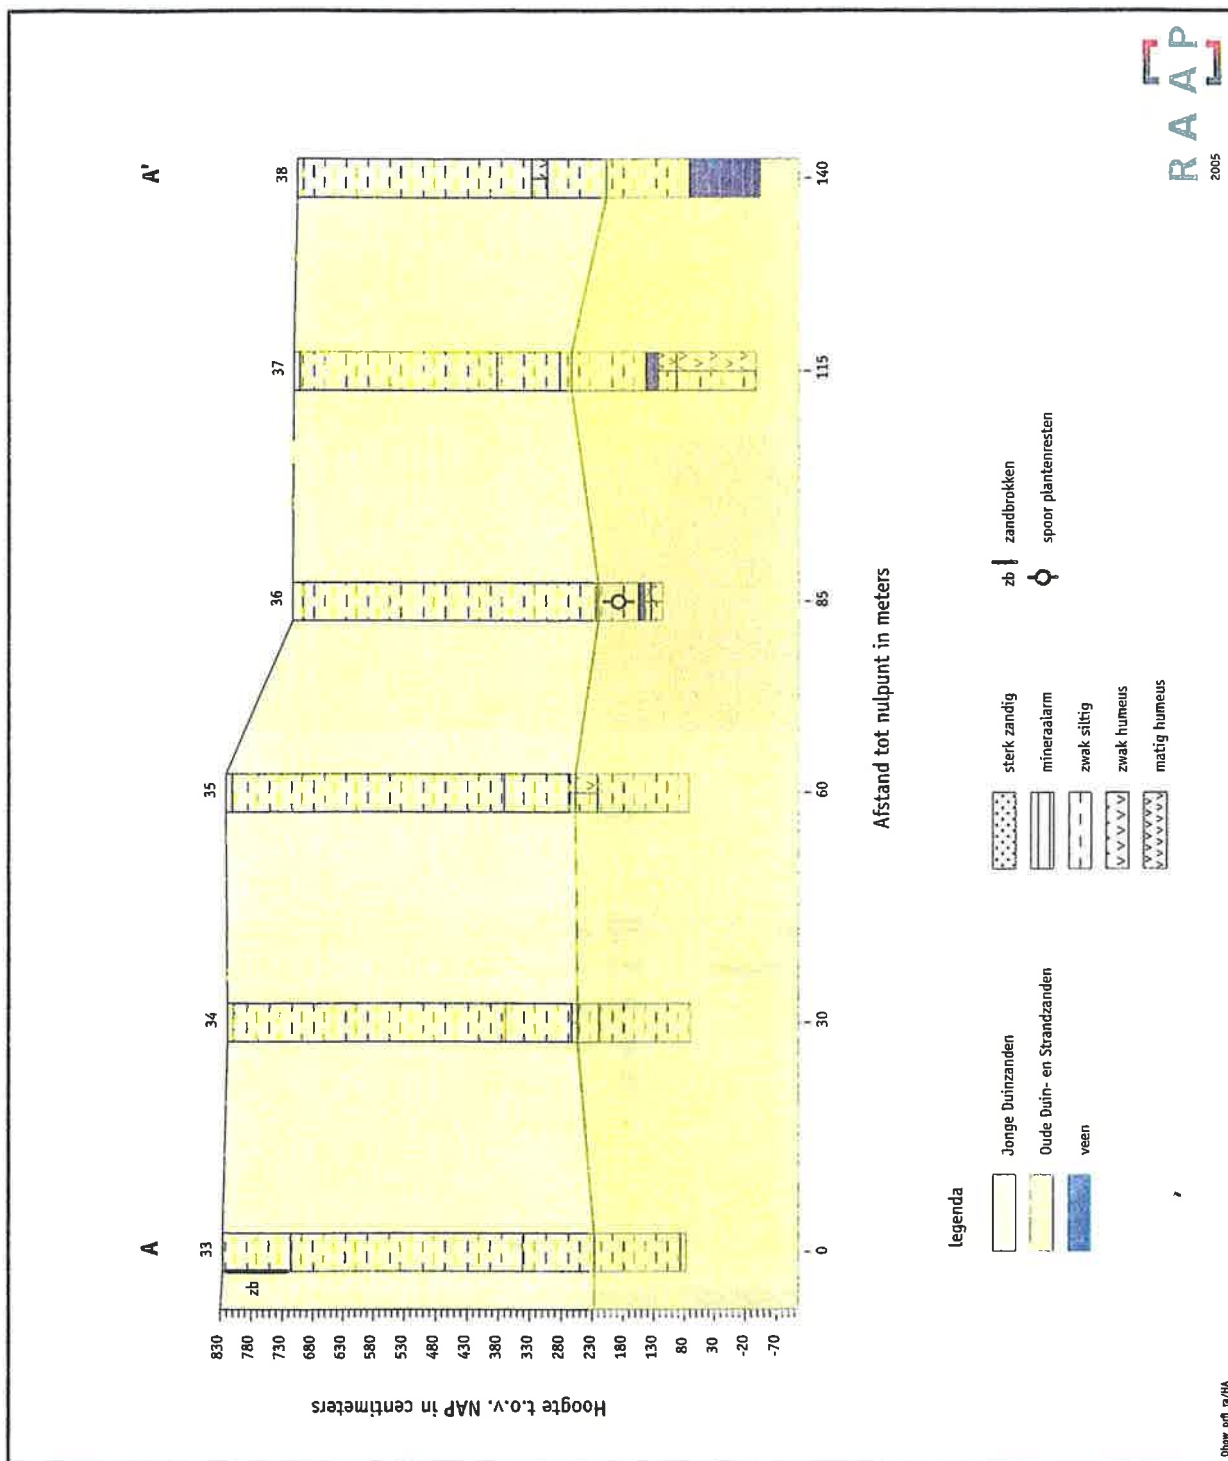 A A'
33 34 35 36 37 38
zb
830
780
730
680
630
580
530
480
430
380
330
280
230
180
130
80
30
-20
-70
Hoogte t.o.v. NAP in centimeters
0 30 60 85 115 140
Afstand tot nulpunt in meters
legenda
Jonge Duinzanden
Oude Duin- en Strandzanden
veen
sterk zandig
mineraalarm
zwak siltig
zwak humeus
matig humeus
zb zandbrokken
spoor plantenresten
RAAP
2005